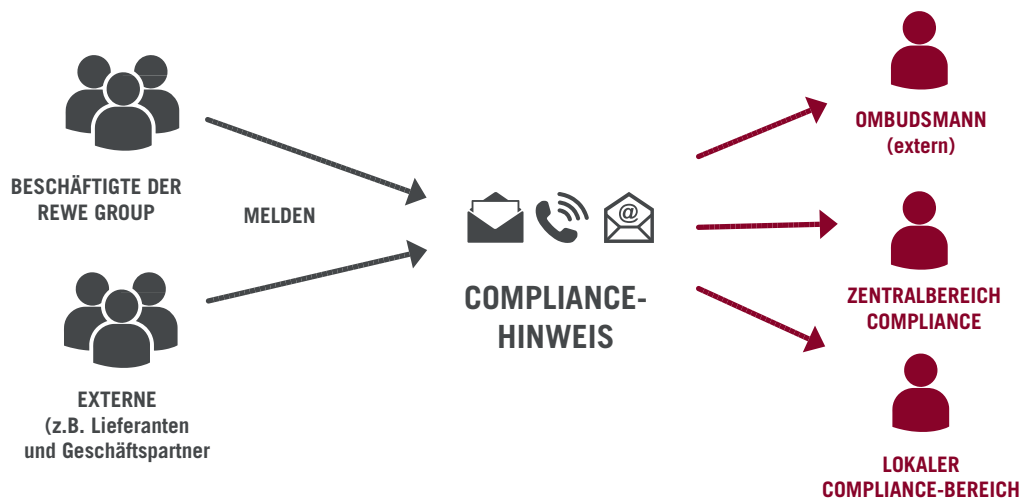 BESCHÄFTIGTE DER
REWE GROUP
MELDEN
EXTERNE
(z.B. Lieferanten
und Geschäftspartner
@
COMPLIANCE-
HINWEIS
OMBUDSMANN
(extern)
ZENTRALBEREICH
COMPLIANCE
LOKALER
COMPLIANCE-BEREICH